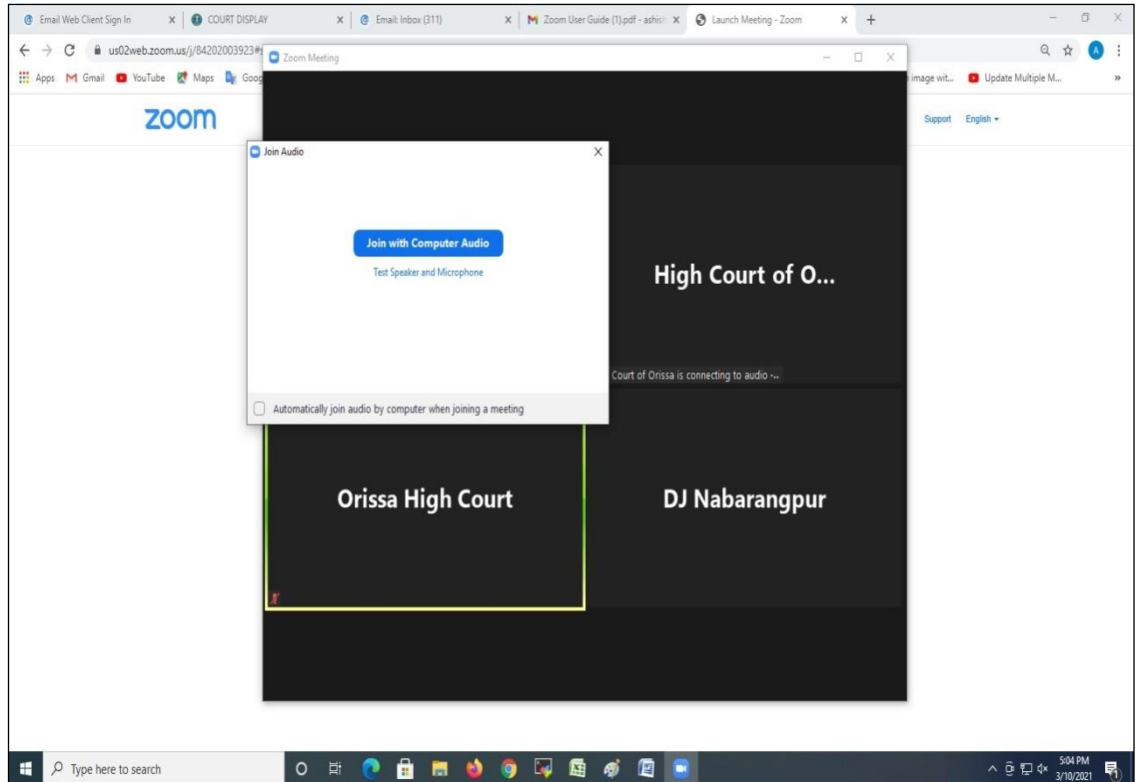 Email Web Client Sign In
COURT DISPLAY
Email: Inbox (311)
Zoom User Guide (1).pdf - ashish
Launch Meeting - Zoom
us02web.zoom.us/j/84202003923#s
Apps
Gmail
YouTube
Maps
Goog
image wit...
Update Multiple M...
zoom
Support
English
Zoom Meeting
Join Audio
Join with Computer Audio
Test Speaker and Microphone
Automatically join audio by computer when joining a meeting
High Court of O...
Court of Orissa is connecting to audio -..
Orissa High Court
DJ Nabarangpur
Type here to search
5:04 PM
3/10/2021